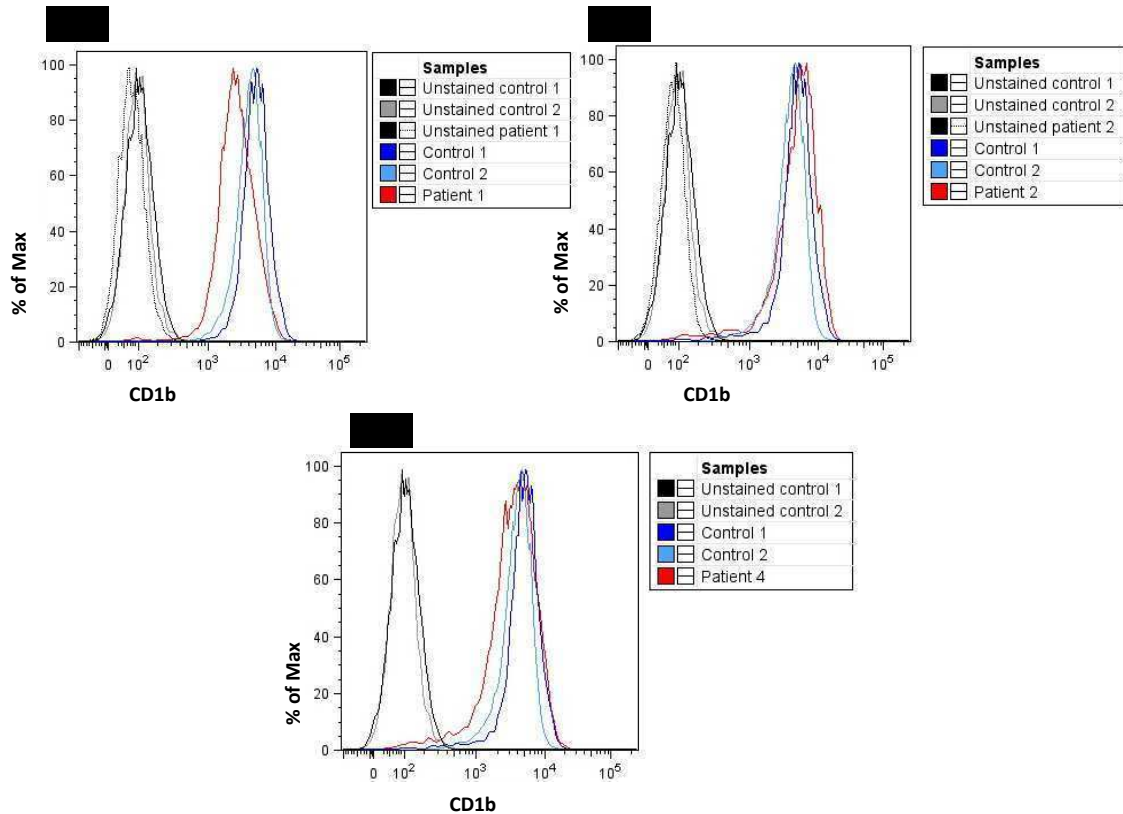 Samples
Unstained control 1
Unstained control 2
Unstained patient 1
Control 1
Control 2
Patient 1
100
80
60
40
20
0
% of Max
0 10² 10³ 10⁴ 10⁵
CD1b
Samples
Unstained control 1
Unstained control 2
Unstained patient 2
Control 1
Control 2
Patient 2
100
80
60
40
20
0
% of Max
0 10² 10³ 10⁴ 10⁵
CD1b
Samples
Unstained control 1
Unstained control 2
Control 1
Control 2
Patient 4
100
80
60
40
20
0
% of Max
0 10² 10³ 10⁴ 10⁵
CD1b